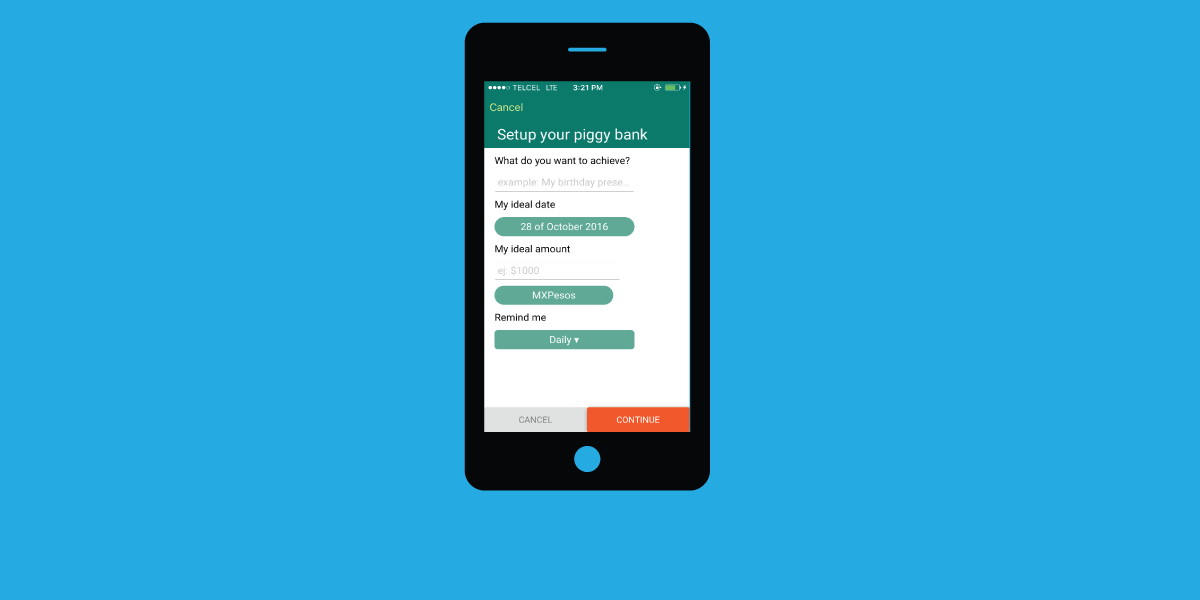 TELCEL LTE 3:21 PM
Cancel
Setup your piggy bank
What do you want to achieve?
example: My birthday prese...
My ideal date
28 of October 2016
My ideal amount
ej: $1000
MXPesos
Remind me
Daily ▾
CANCEL CONTINUE